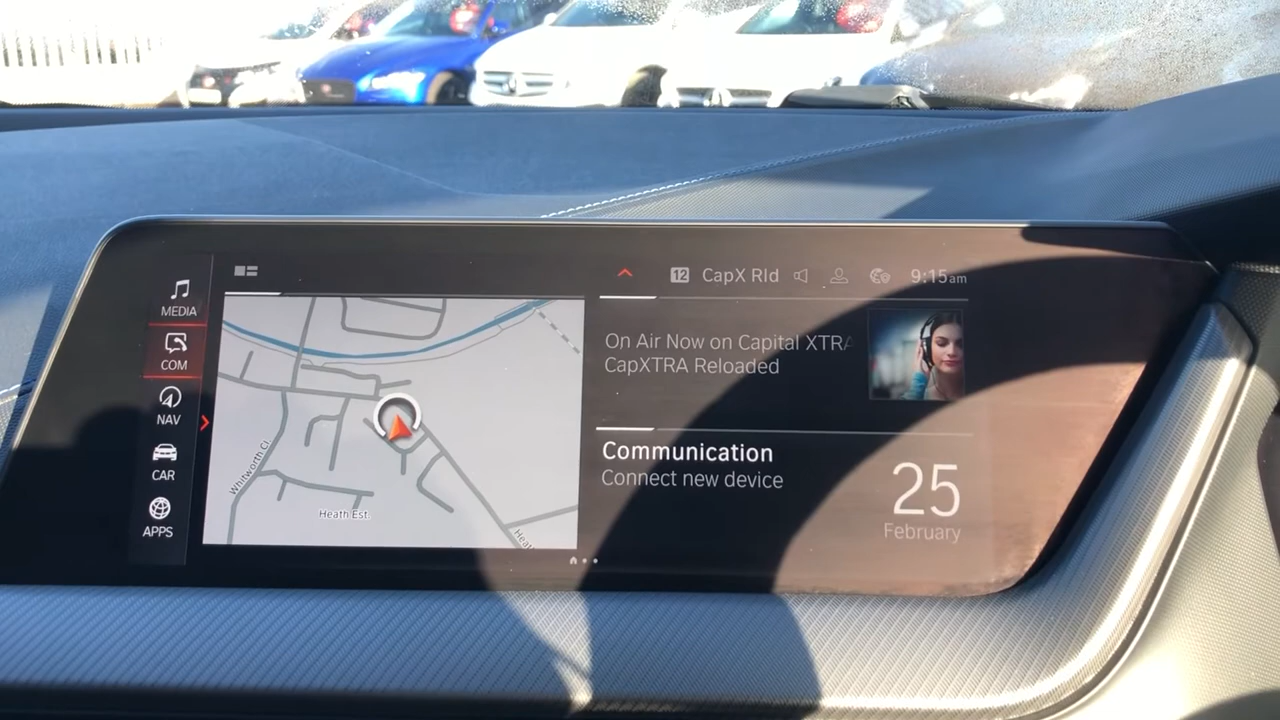 12 CapX Rld 9:15am
MEDIA
COM
NAV
CAR
APPS
Whitworth Cl
Heath Est.
Heat
On Air Now on Capital XTRA
CapXTRA Reloaded
Communication
Connect new device
25
February